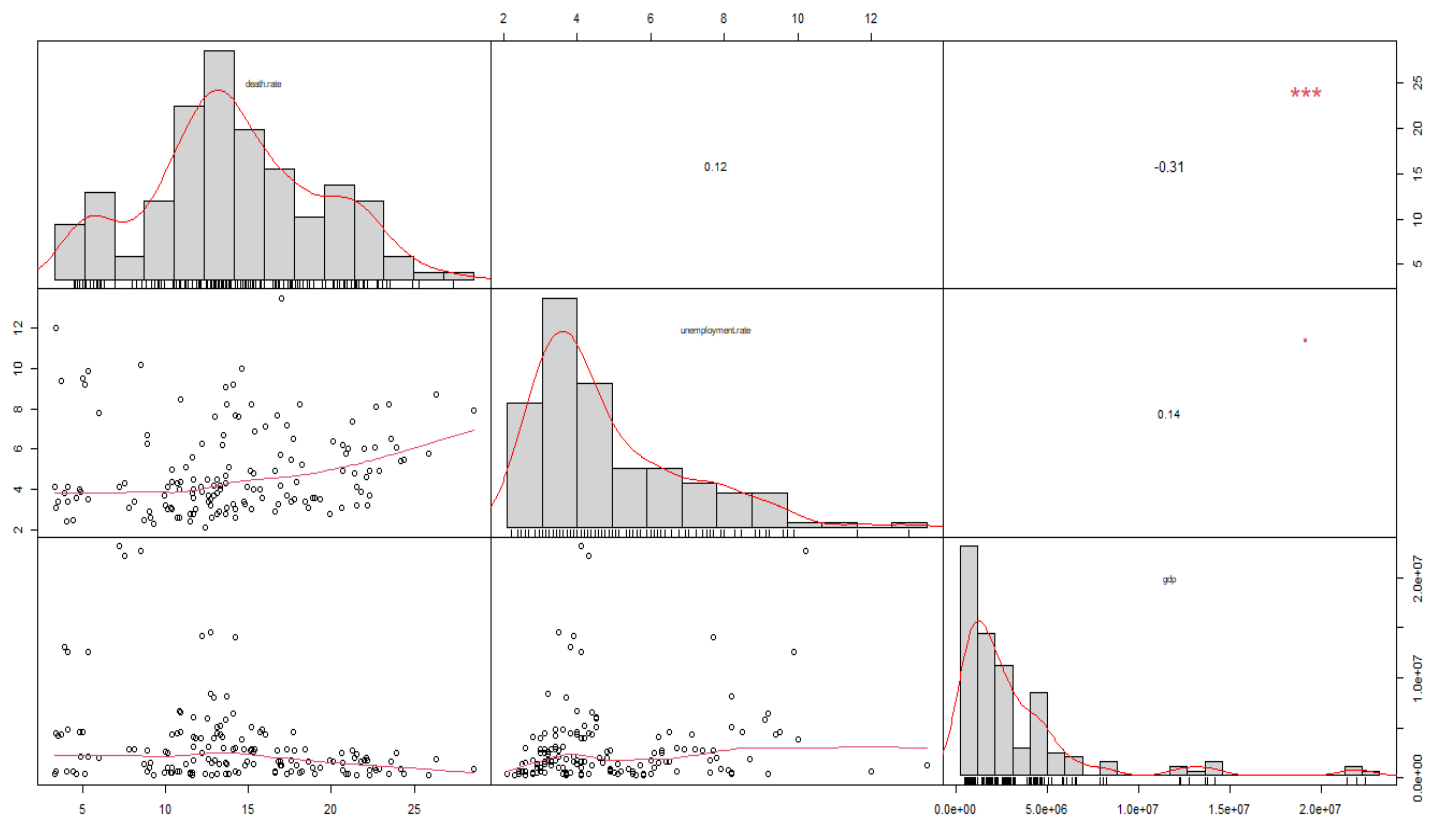 2 4 6 8 10 12
death.rate
0.12
***
-0.31
5 10 15 20 25
2 4 6 8 10 12
unemployment.rate
.
0.14
gdp
0.0e+00 1.0e+07 2.0e+07
5 10 15 20 25
0.0e+00 5.0e+06 1.0e+07 1.5e+07 2.0e+07